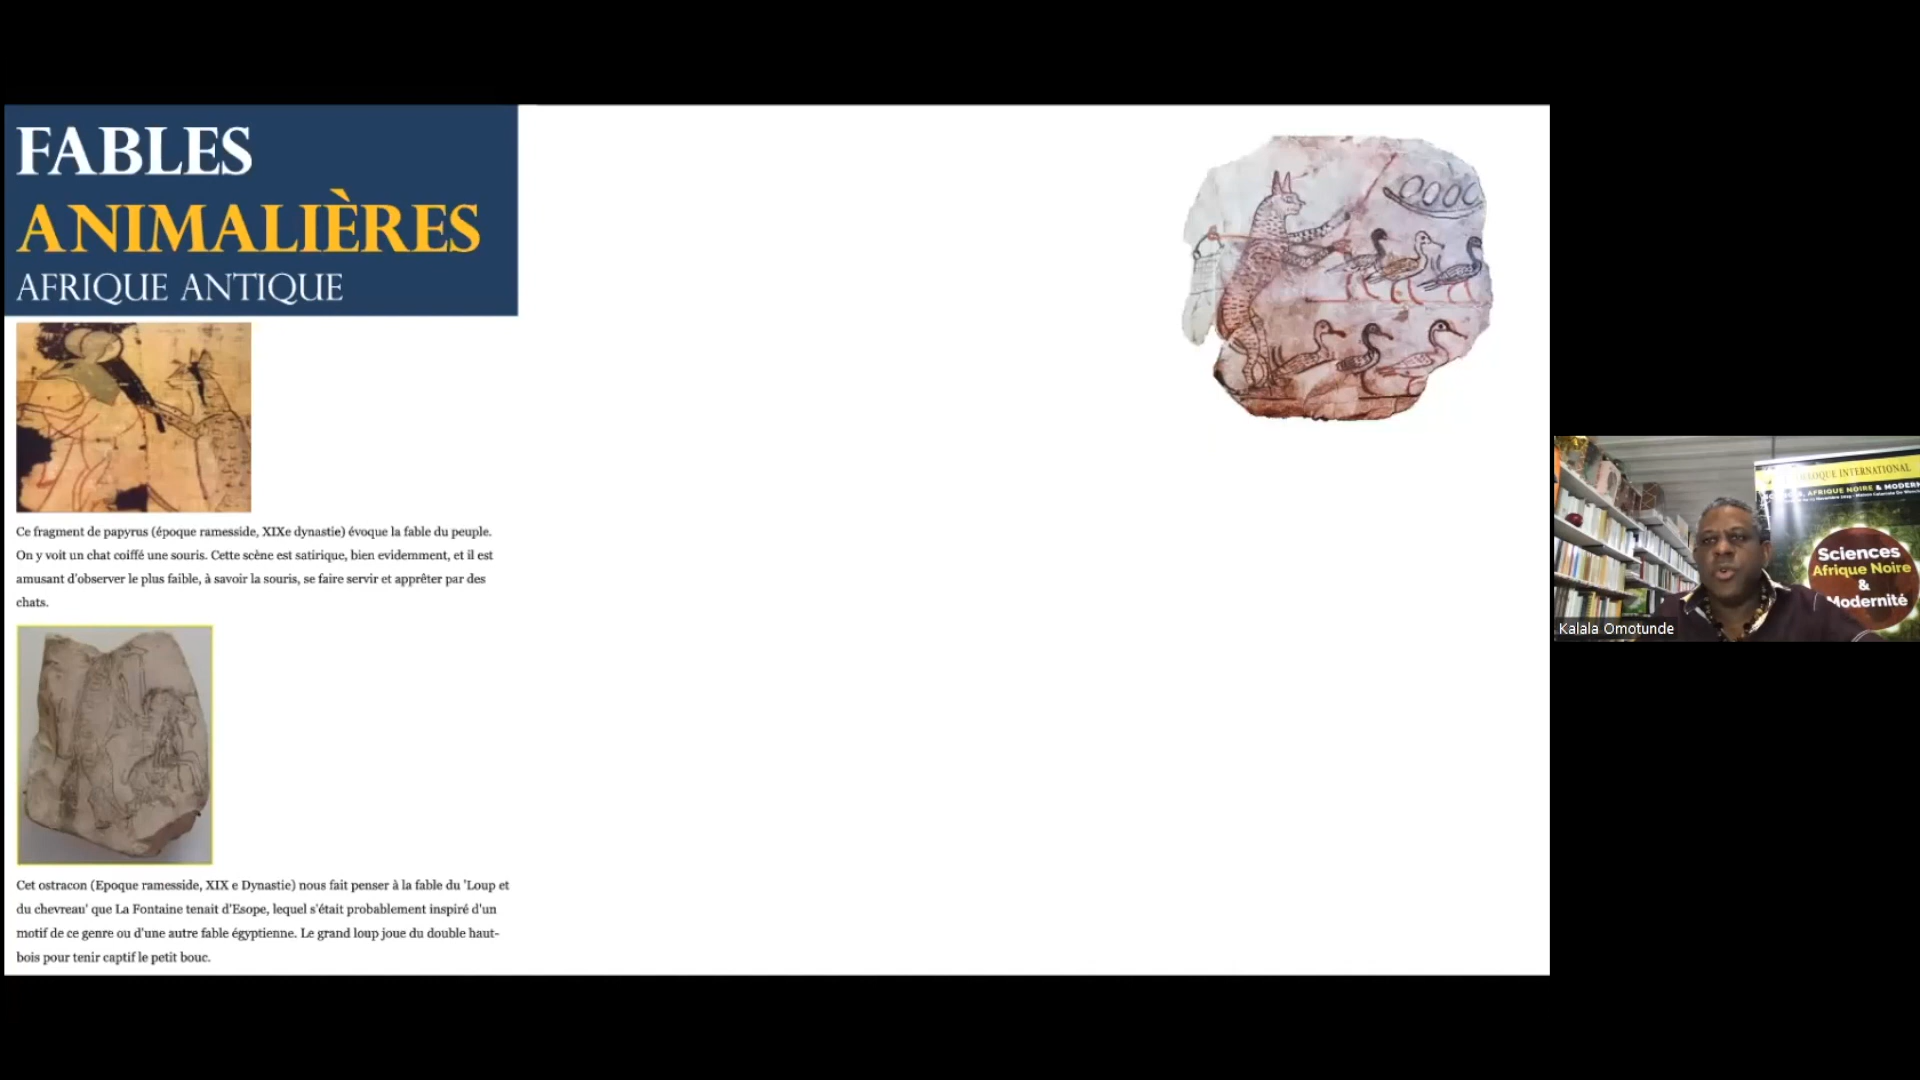 FABLES
ANIMALIÈRES
AFRIQUE ANTIQUE
Ce fragment de papyrus (époque ramesside, XIXe dynastie) évoque la fable du peuple.
On y voit un chat coiffé une souris. Cette scène est satirique, bien evidemment, et il est
amusant d'observer le plus faible, à savoir la souris, se faire servir et apprêter par des
chats.
Cet ostracon (Epoque ramesside, XIX e Dynastie) nous fait penser à la fable du 'Loup et
du chevreau' que La Fontaine tenait d'Esope, lequel s'était probablement inspiré d'un
motif de ce genre ou d'une autre fable égyptienne. Le grand loup joue du double haut-
bois pour tenir captif le petit bouc.
INTERNATIONAL
AFRIQUE NOIRE & MODERN
Sciences
Afrique Noire
&
Modernité
Kalala Omotunde